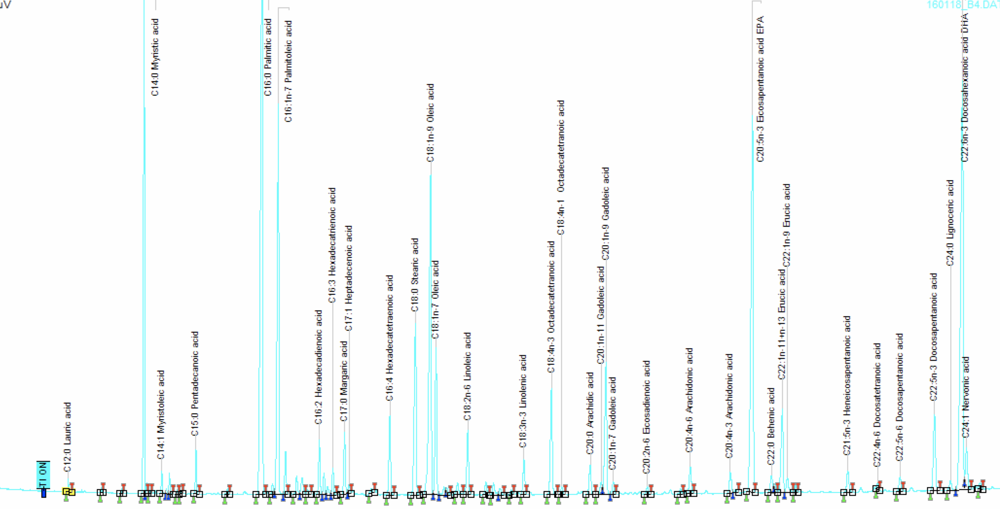 µV
160118_B4.DAT
TI ON
C12:0 Lauric acid
C14:0 Myristic acid
C14:1 Myristoleic acid
C15:0 Pentadecanoic acid
C16:0 Palmitic acid
C16:1n-7 Palmitoleic acid
C16:2 Hexadecadienoic acid
C16:3 Hexadecatrienoic acid
C17:0 Margaric acid
C17:1 Heptadecenoic acid
C16:4 Hexadecatetraenoic acid
C18:0 Stearic acid
C18:1n-9 Oleic acid
C18:1n-7 Oleic acid
C18:2n-6 Linoleic acid
C18:3n-3 Linolenic acid
C18:4n-3 Octadecatetranoic acid
C18:4n-1 Octadecatetranoic acid
C20:0 Arachidic acid
C20:1n-11 Gadoleic acid
C20:1n-9 Gadoleic acid
C20:1n-7 Gadoleic acid
C20:2n-6 Eicosadienoic acid
C20:4n-6 Arachidonic acid
C20:4n-3 Arachidonic acid
C20:5n-3 Eicosapentanoic acid EPA
C22:0 Behenic acid
C22:1n-11+n-13 Erucic acid
C22:1n-9 Erucic acid
C21:5n-3 Heneicosapentanoic acid
C22:4n-6 Docosatetranoic acid
C22:5n-6 Docosapentanoic acid
C22:5n-3 Docosapentanoic acid
C24:0 Lignoceric acid
C22:6n-3 Docosahexanoic acid DHA
C24:1 Nervonic acid